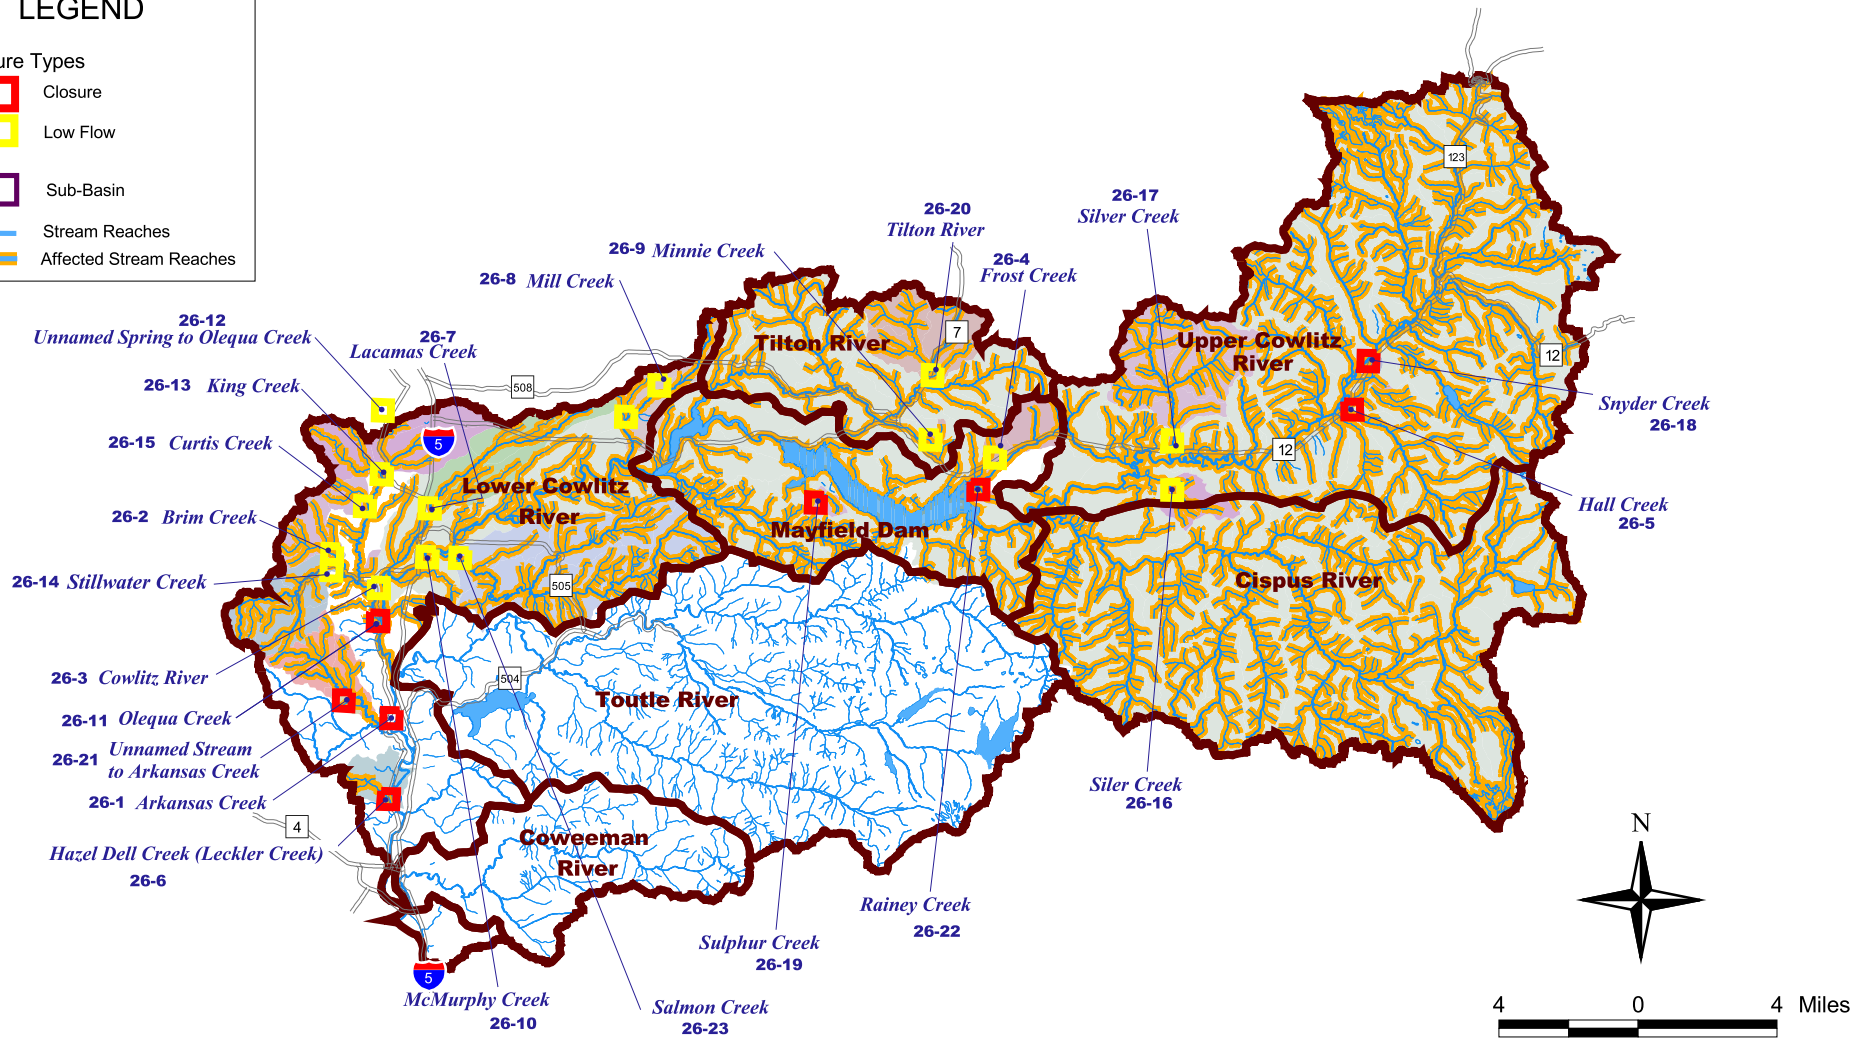 LEGEND
ure Types
Closure
Low Flow
Sub-Basin
Stream Reaches
Affected Stream Reaches
123
26-17
Silver Creek
26-20
Tilton River
26-9 Minnie Creek
26-4
Frost Creek
26-8 Mill Creek
26-12
Unnamed Spring to Olequa Creek
26-7
Lacamas Creek
7
Tilton River
Upper Cowlitz
River
12
508
26-13 King Creek
Snyder Creek
26-18
26-15 Curtis Creek
5
12
Lower Cowlitz
River
Hall Creek
26-5
26-2 Brim Creek
Mayfield Dam
26-14 Stillwater Creek
505
Cispus River
26-3 Cowlitz River
504
Toutle River
26-11 Olequa Creek
26-21 Unnamed Stream
to Arkansas Creek
Siler Creek
26-16
26-1 Arkansas Creek
4
N
Coweeman
River
Hazel Dell Creek (Leckler Creek)
26-6
Rainey Creek
26-22
Sulphur Creek
26-19
5
McMurphy Creek
26-10
Salmon Creek
26-23
4 0 4 Miles